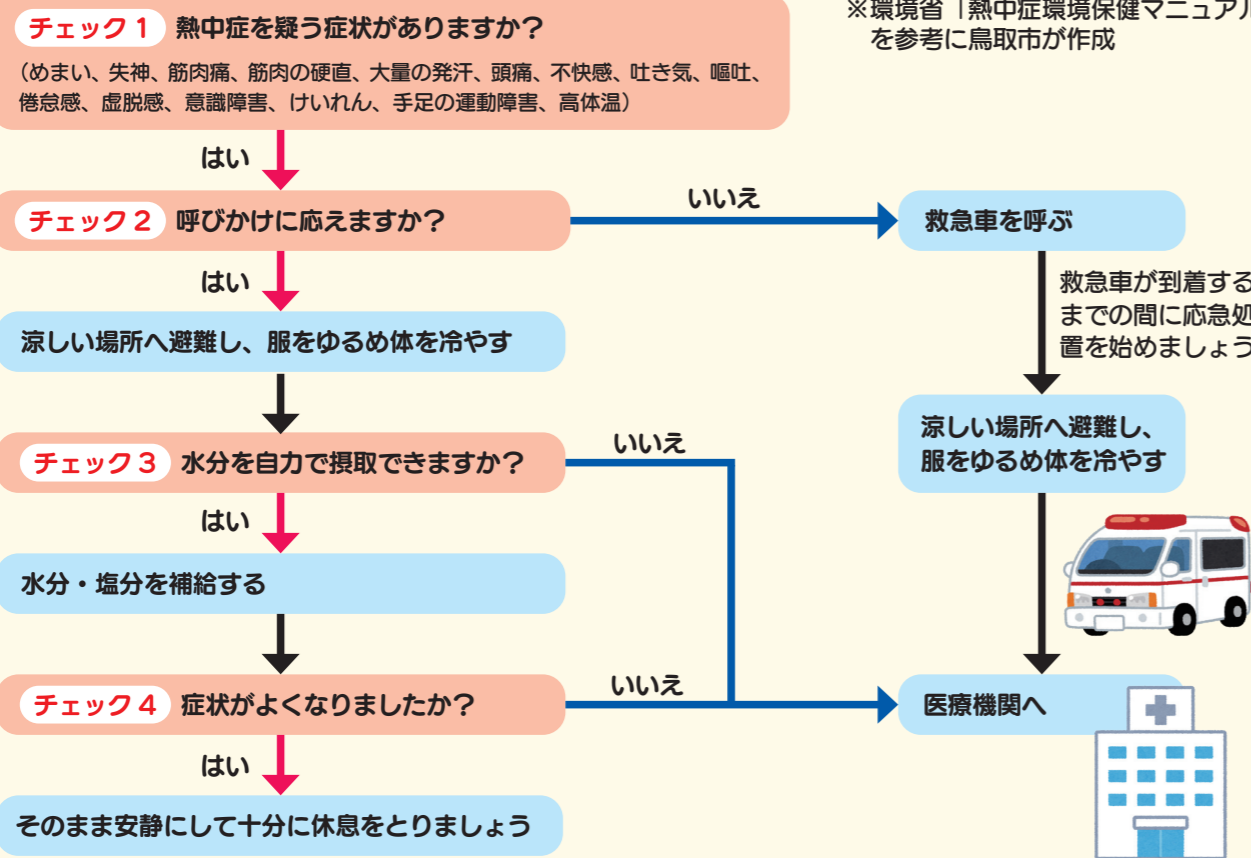 チェック1 熱中症を疑う症状がありますか?
(めまい、失神、筋肉痛、筋肉の硬直、大量の発汗、頭痛、不快感、吐き気、嘔吐、
倦怠感、虚脱感、意識障害、けいれん、手足の運動障害、高体温)
※環境省「熱中症環境保健マニュアル
を参考に鳥取市が作成
はい
チェック2 呼びかけに応えますか?
いいえ
救急車を呼ぶ
はい
救急車が到着する
までの間に応急処
置を始めましょう
涼しい場所へ避難し、服をゆるめ体を冷やす
涼しい場所へ避難し、
服をゆるめ体を冷やす
チェック3 水分を自力で摂取できますか?
いいえ
はい
水分・塩分を補給する
チェック4 症状がよくなりましたか?
いいえ
医療機関へ
はい
そのまま安静にして十分に休息をとりましょう